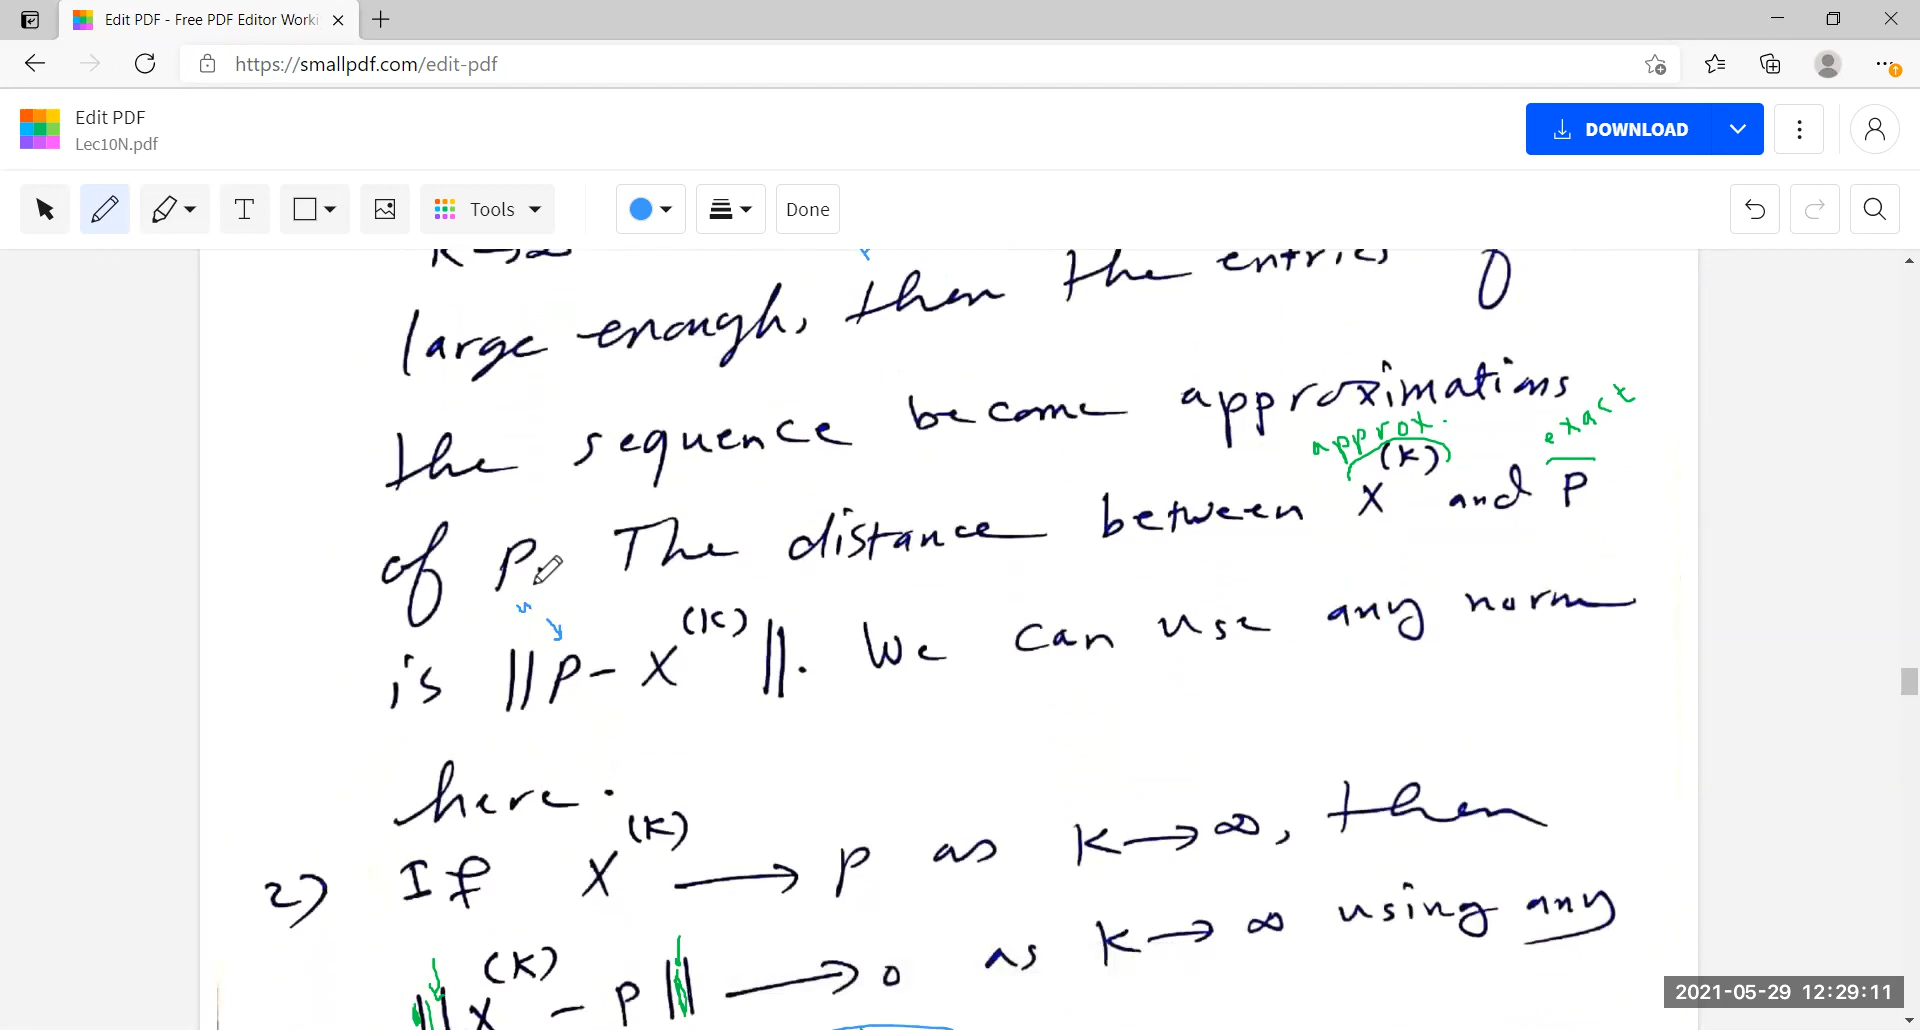 Edit PDF - Free PDF Editor Worki
https://smallpdf.com/edit-pdf
Edit PDF
Lec10N.pdf
DOWNLOAD
T
Tools
Done
large enough, then the entries
the sequence become approximations
approx. exact
of P. The distance between X^(K) and P
is ||P - X^(K)||. We can use any norm
here.
2) If X^(K) → P as K → ∞, then
||X^(K) - P|| → 0 as K → ∞ using any
2021-05-29 12:29:11